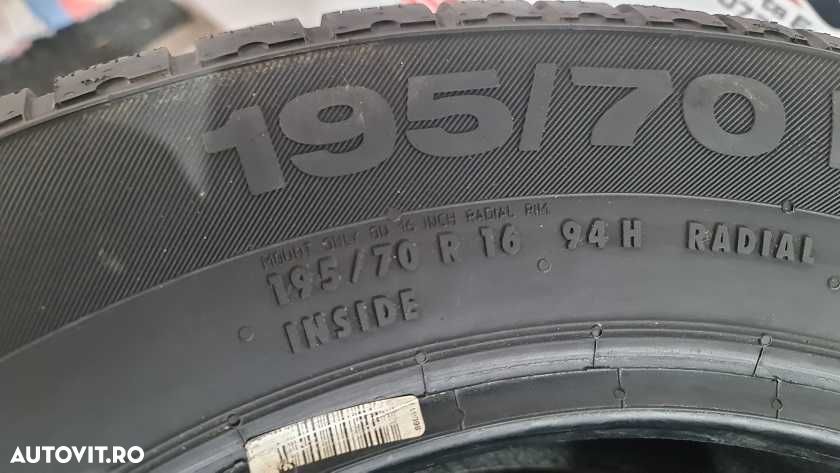 195/70
MOUNT ONLY ON 16 INCH RADIAL RIM
195/70 R 16 94 H RADIAL
INSIDE
AUTOVIT.RO